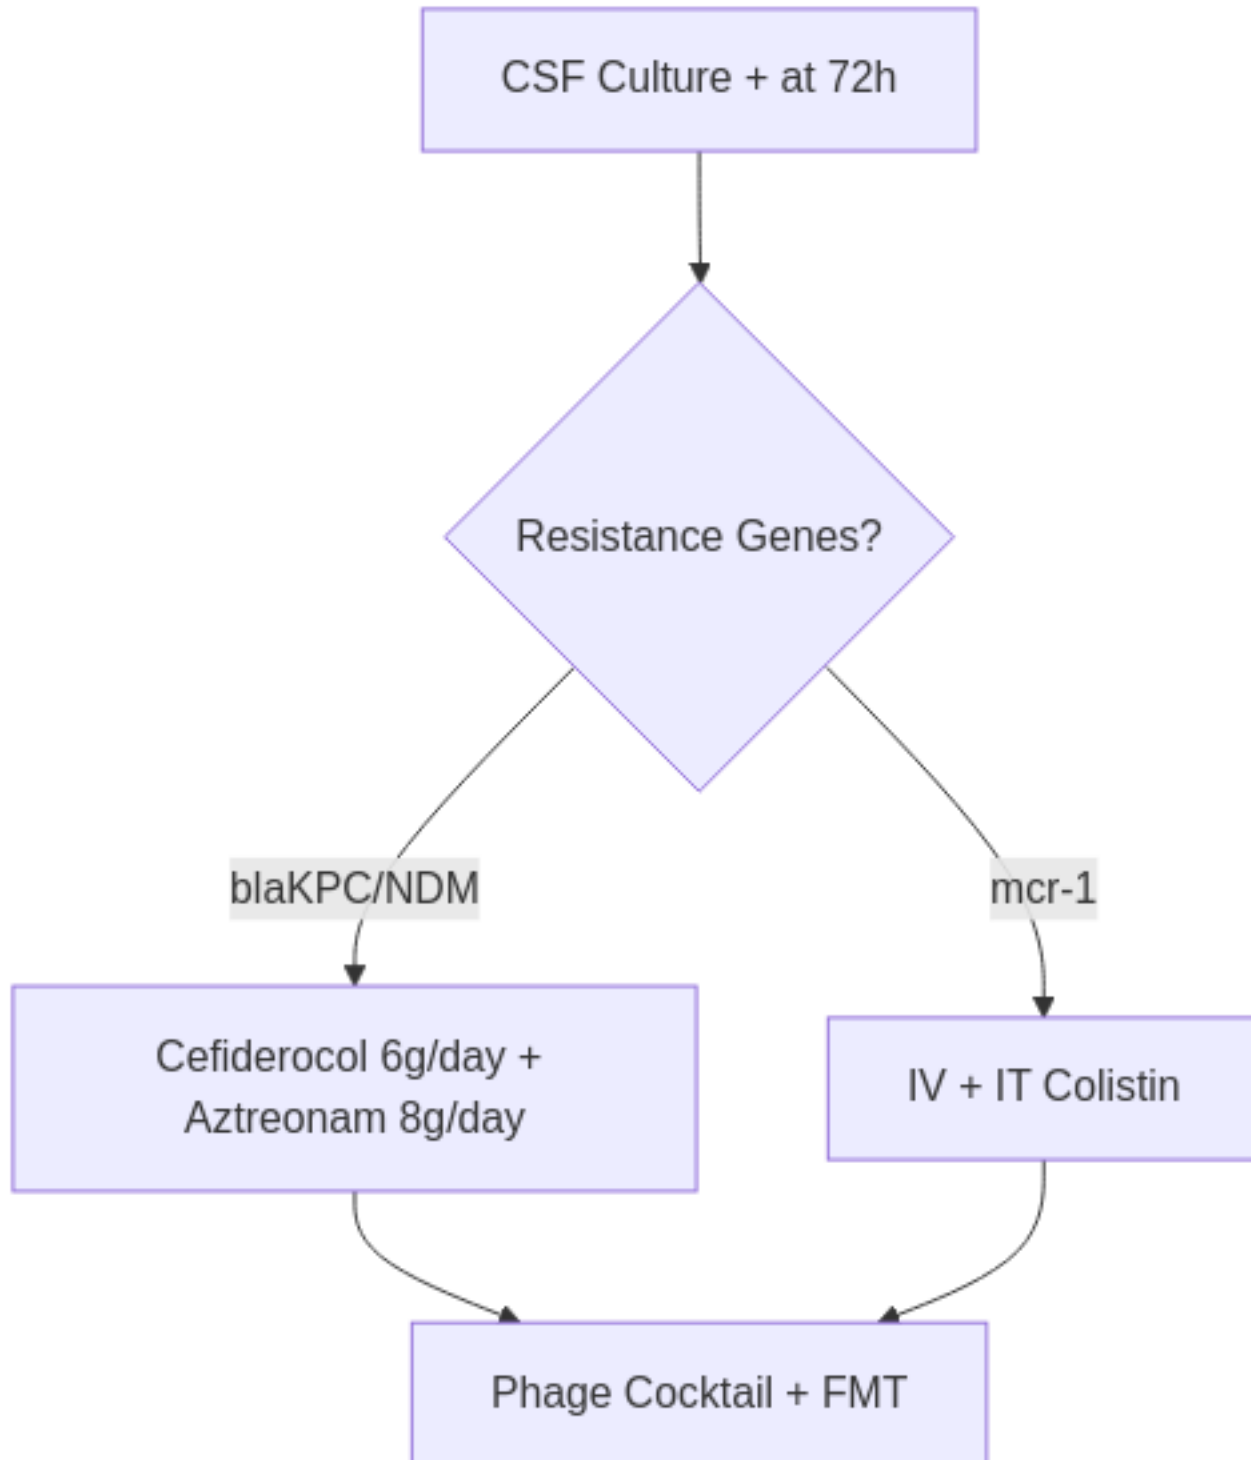 CSF Culture + at 72h
Resistance Genes?
blaKPC/NDM
mcr-1
Cefiderocol 6g/day +
Aztreonam 8g/day
IV + IT Colistin
Phage Cocktail + FMT